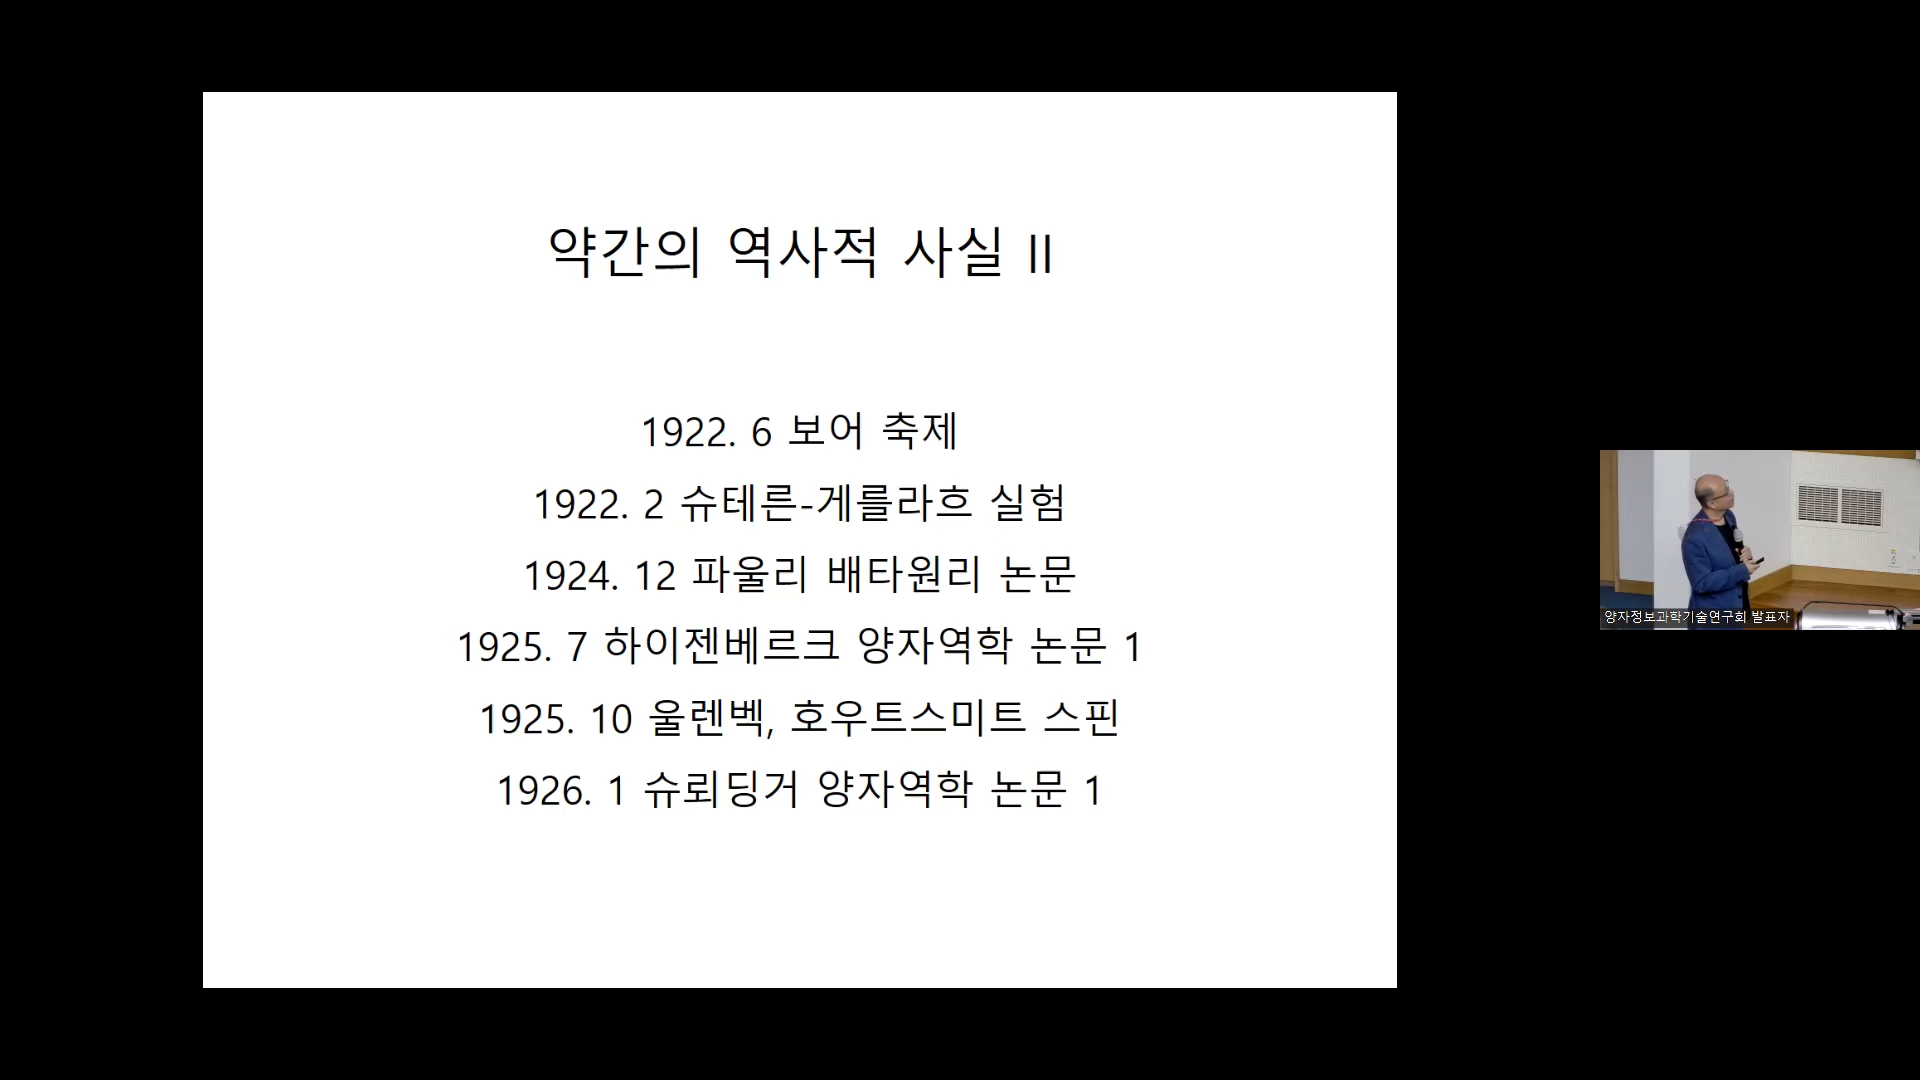 약간의 역사적 사실 II
1922. 6 보어 축제
1922. 2 슈테른-게를라흐 실험
1924. 12 파울리 배타원리 논문
1925. 7 하이젠베르크 양자역학 논문 1
1925. 10 울렌벡, 호우트스미트 스핀
1926. 1 슈뢰딩거 양자역학 논문 1
양자정보과학기술연구회 발표자